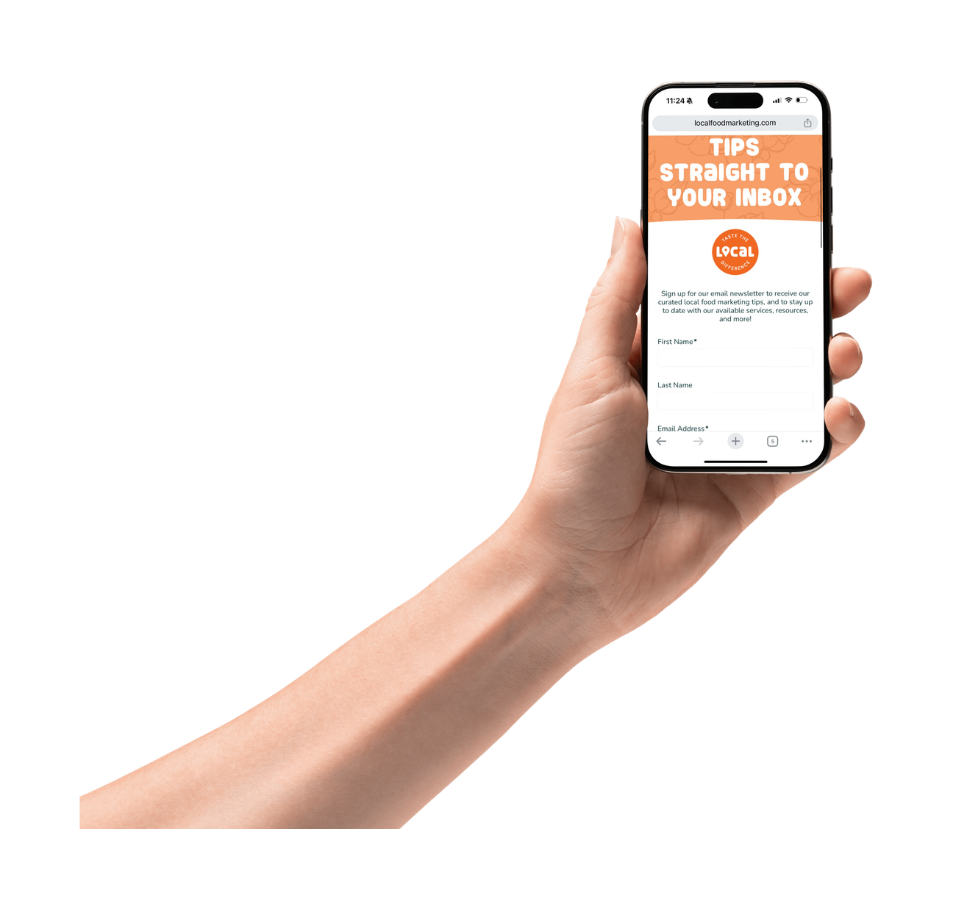 11:24
localfoodmarketing.com
TIPS
STRaIGHT TO
YOUR INBOX
TASTE THE
LOCaL
DIFFERENCE
Sign up for our email newsletter to receive our
curated local food marketing tips, and to stay up
to date with our available services, resources,
and more!
First Name*
Last Name
Email Address*
5